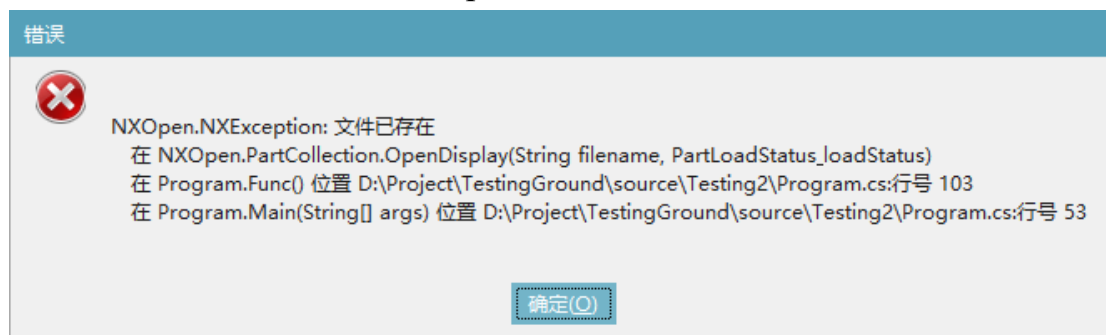 错误
NXOpen.NXException: 文件已存在
在 NXOpen.PartCollection.OpenDisplay(String filename, PartLoadStatus_loadStatus)
在 Program.Func() 位置 D:\Project\TestingGround\source\Testing2\Program.cs:行号 103
在 Program.Main(String[] args) 位置 D:\Project\TestingGround\source\Testing2\Program.cs:行号 53
确定(O)